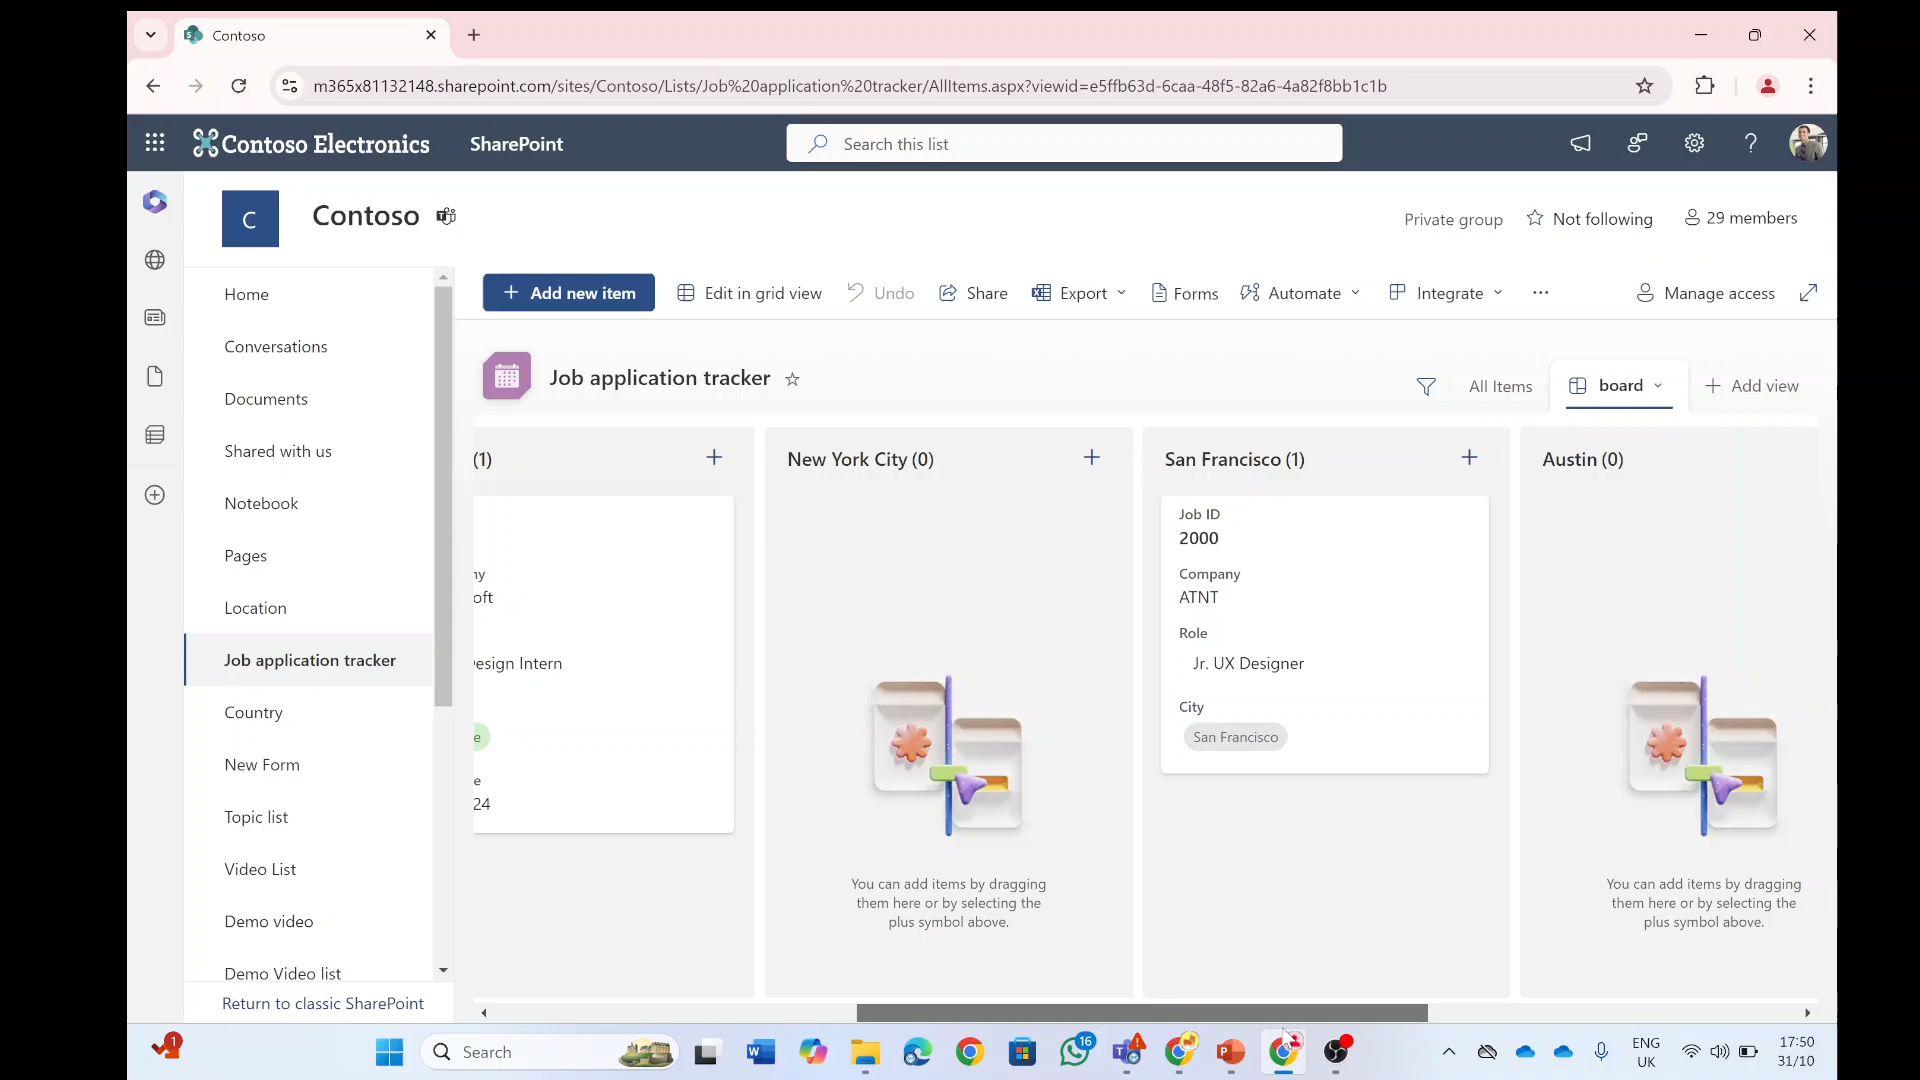 Contoso
m365x81132148.sharepoint.com/sites/Contoso/Lists/Job%20application%20tracker/AllItems.aspx?viewid=e5ffb63d-6caa-48f5-82a6-4a82f8bb1c1b
Contoso Electronics
SharePoint
Search this list
C
Contoso
Private group
Not following
29 members
Home
Conversations
Documents
Shared with us
Notebook
Pages
Location
Job application tracker
Country
New Form
Topic list
Video List
Demo video
Demo Video list
Return to classic SharePoint
Add new item
Edit in grid view
Undo
Share
Export
Forms
Automate
Integrate
Manage access
Job application tracker
All Items
board
Add view
(1)
ny
oft
esign Intern
e
e
24
New York City (0)
You can add items by dragging
them here or by selecting the
plus symbol above.
San Francisco (1)
Job ID
2000
Company
ATNT
Role
Jr. UX Designer
City
San Francisco
Austin (0)
You can add items by dragging
them here or by selecting the
plus symbol above.
1
Search
16
ENG
UK
17:50
31/10